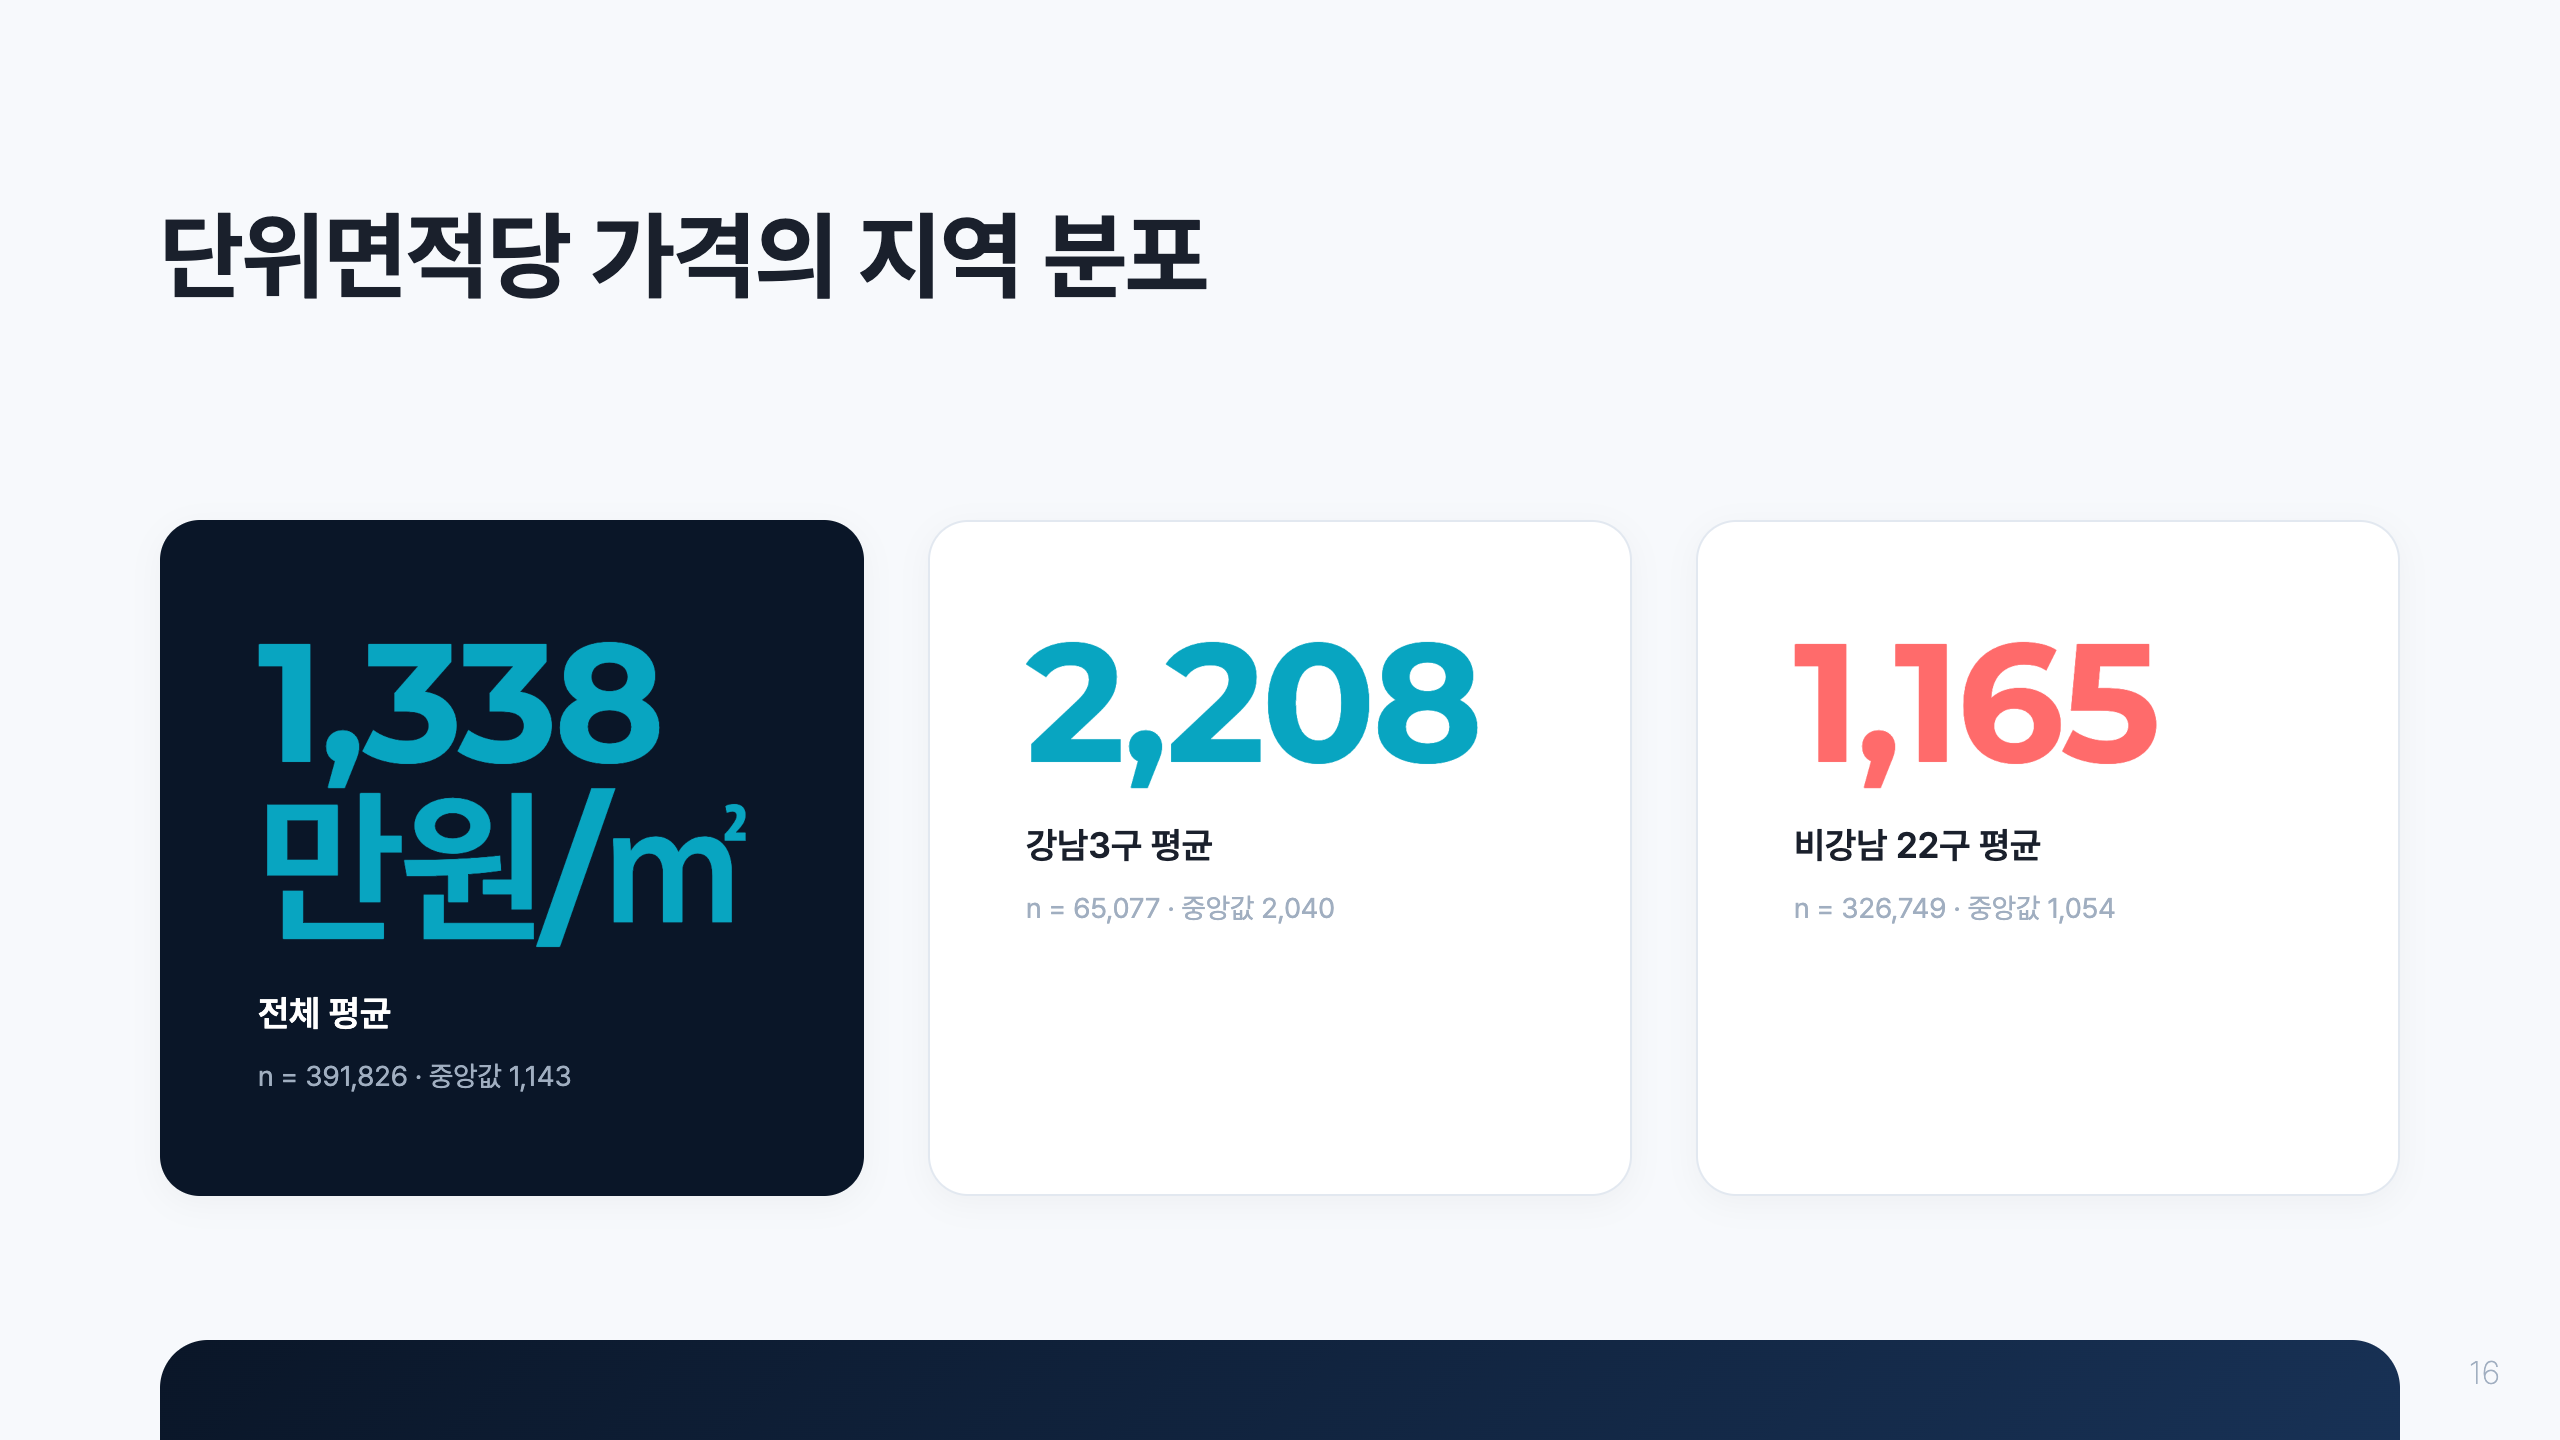 단위면적당 가격의 지역 분포
1,338
만원/㎡
전체 평균
n = 391,826 · 중앙값 1,143
2,208
강남3구 평균
n = 65,077 · 중앙값 2,040
1,165
비강남 22구 평균
n = 326,749 · 중앙값 1,054
16